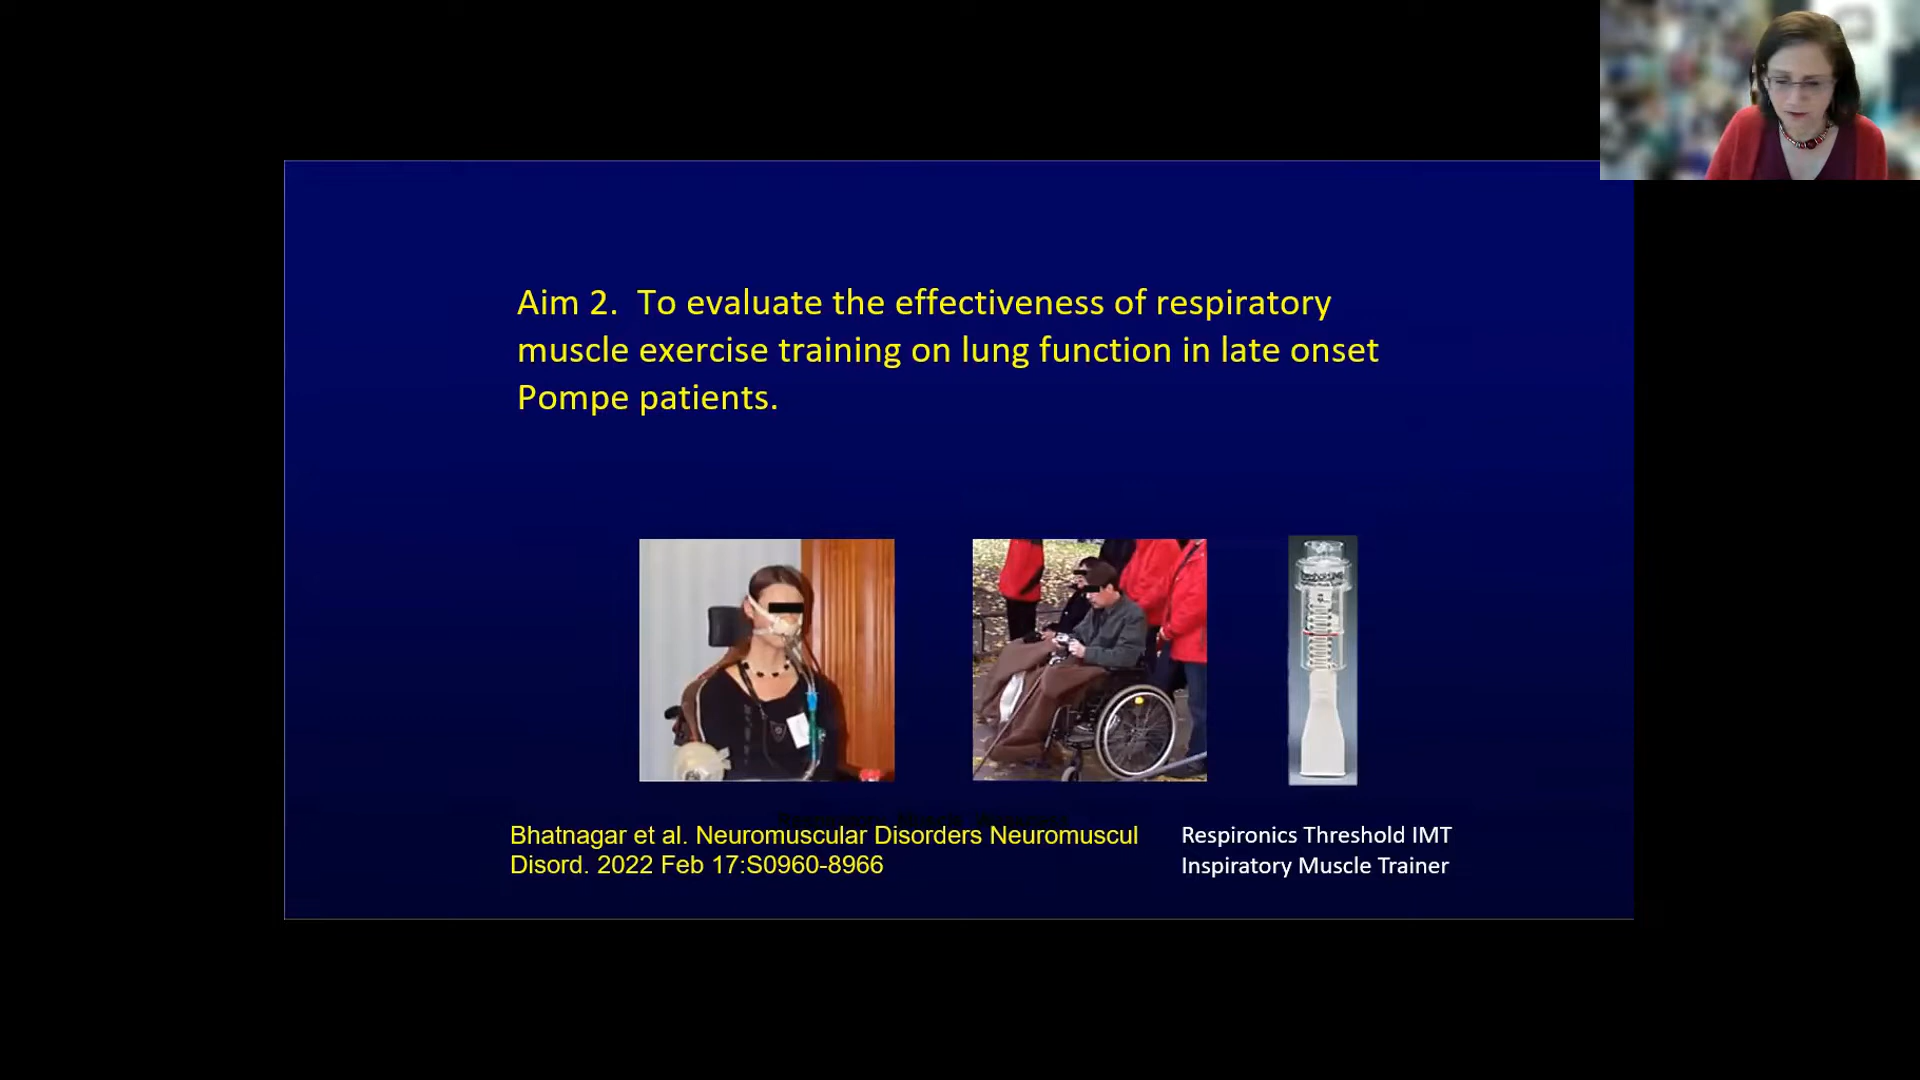 Aim 2.  To evaluate the effectiveness of respiratory
muscle exercise training on lung function in late onset
Pompe patients.
Bhatnagar et al. Neuromuscular Disorders Neuromuscul
Disord. 2022 Feb 17:S0960-8966
Respironics Threshold IMT
Inspiratory Muscle Trainer